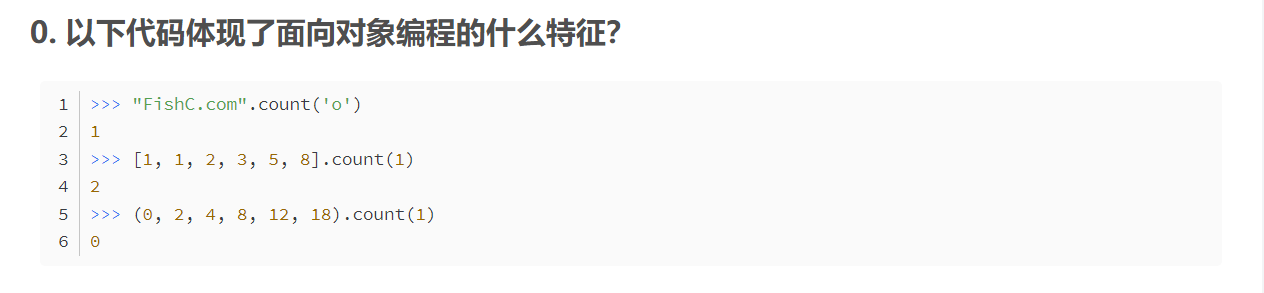 0. 以下代码体现了面向对象编程的什么特征?
1 >>> "FishC.com".count('o')
2 1
3 >>> [1, 1, 2, 3, 5, 8].count(1)
4 2
5 >>> (0, 2, 4, 8, 12, 18).count(1)
6 0